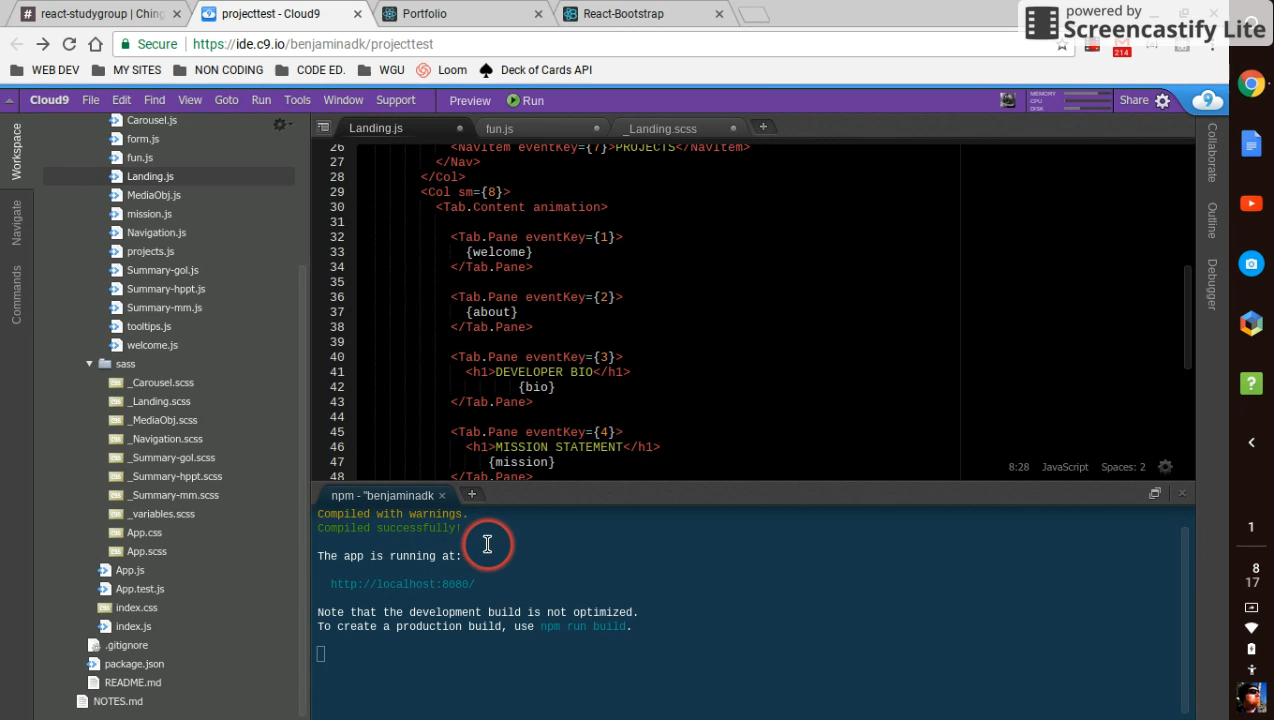 react-studygroup | Ching
projecttest - Cloud9
Portfolio
React-Bootstrap
powered by
Screencastify Lite
Secure
https://ide.c9.io/benjaminadk/projecttest
214
WEB DEV
MY SITES
NON CODING
CODE ED.
WGU
Loom
Deck of Cards API
Cloud9 File Edit Find View Goto Run Tools Window Support Preview Run
MEMORY
CPU
DISK
Share
Workspace
Navigate
Commands
Carousel.js
form.js
fun.js
Landing.js
MediaObj.js
mission.js
Navigation.js
projects.js
Summary-gol.js
Summary-hppt.js
Summary-mm.js
tooltips.js
welcome.js
sass
_Carousel.scss
_Landing.scss
_MediaObj.scss
_Navigation.scss
_Summary-gol.scss
_Summary-hppt.scss
_Summary-mm.scss
_variables.scss
App.css
App.scss
App.js
App.test.js
index.css
index.js
.gitignore
package.json
README.md
NOTES.md
Landing.js
fun.js
_Landing.scss
26 <NavItem eventKey={7}>PROJECTS</NavItem>
27 </Nav>
28 </Col>
29 <Col sm={8}>
30 <Tab.Content animation>
31
32 <Tab.Pane eventKey={1}>
33 {welcome}
34 </Tab.Pane>
35
36 <Tab.Pane eventKey={2}>
37 {about}
38 </Tab.Pane>
39
40 <Tab.Pane eventKey={3}>
41 <h1>DEVELOPER BIO</h1>
42 {bio}
43 </Tab.Pane>
44
45 <Tab.Pane eventKey={4}>
46 <h1>MISSION STATEMENT</h1>
47 {mission}
48 </Tab.Pane>
8:28 JavaScript Spaces: 2
npm - "benjaminadk
Compiled with warnings.
Compiled successfully!
The app is running at:
http://localhost:8080/
Note that the development build is not optimized.
To create a production build, use npm run build.
Collaborate
Outline
Debugger
1
8
17